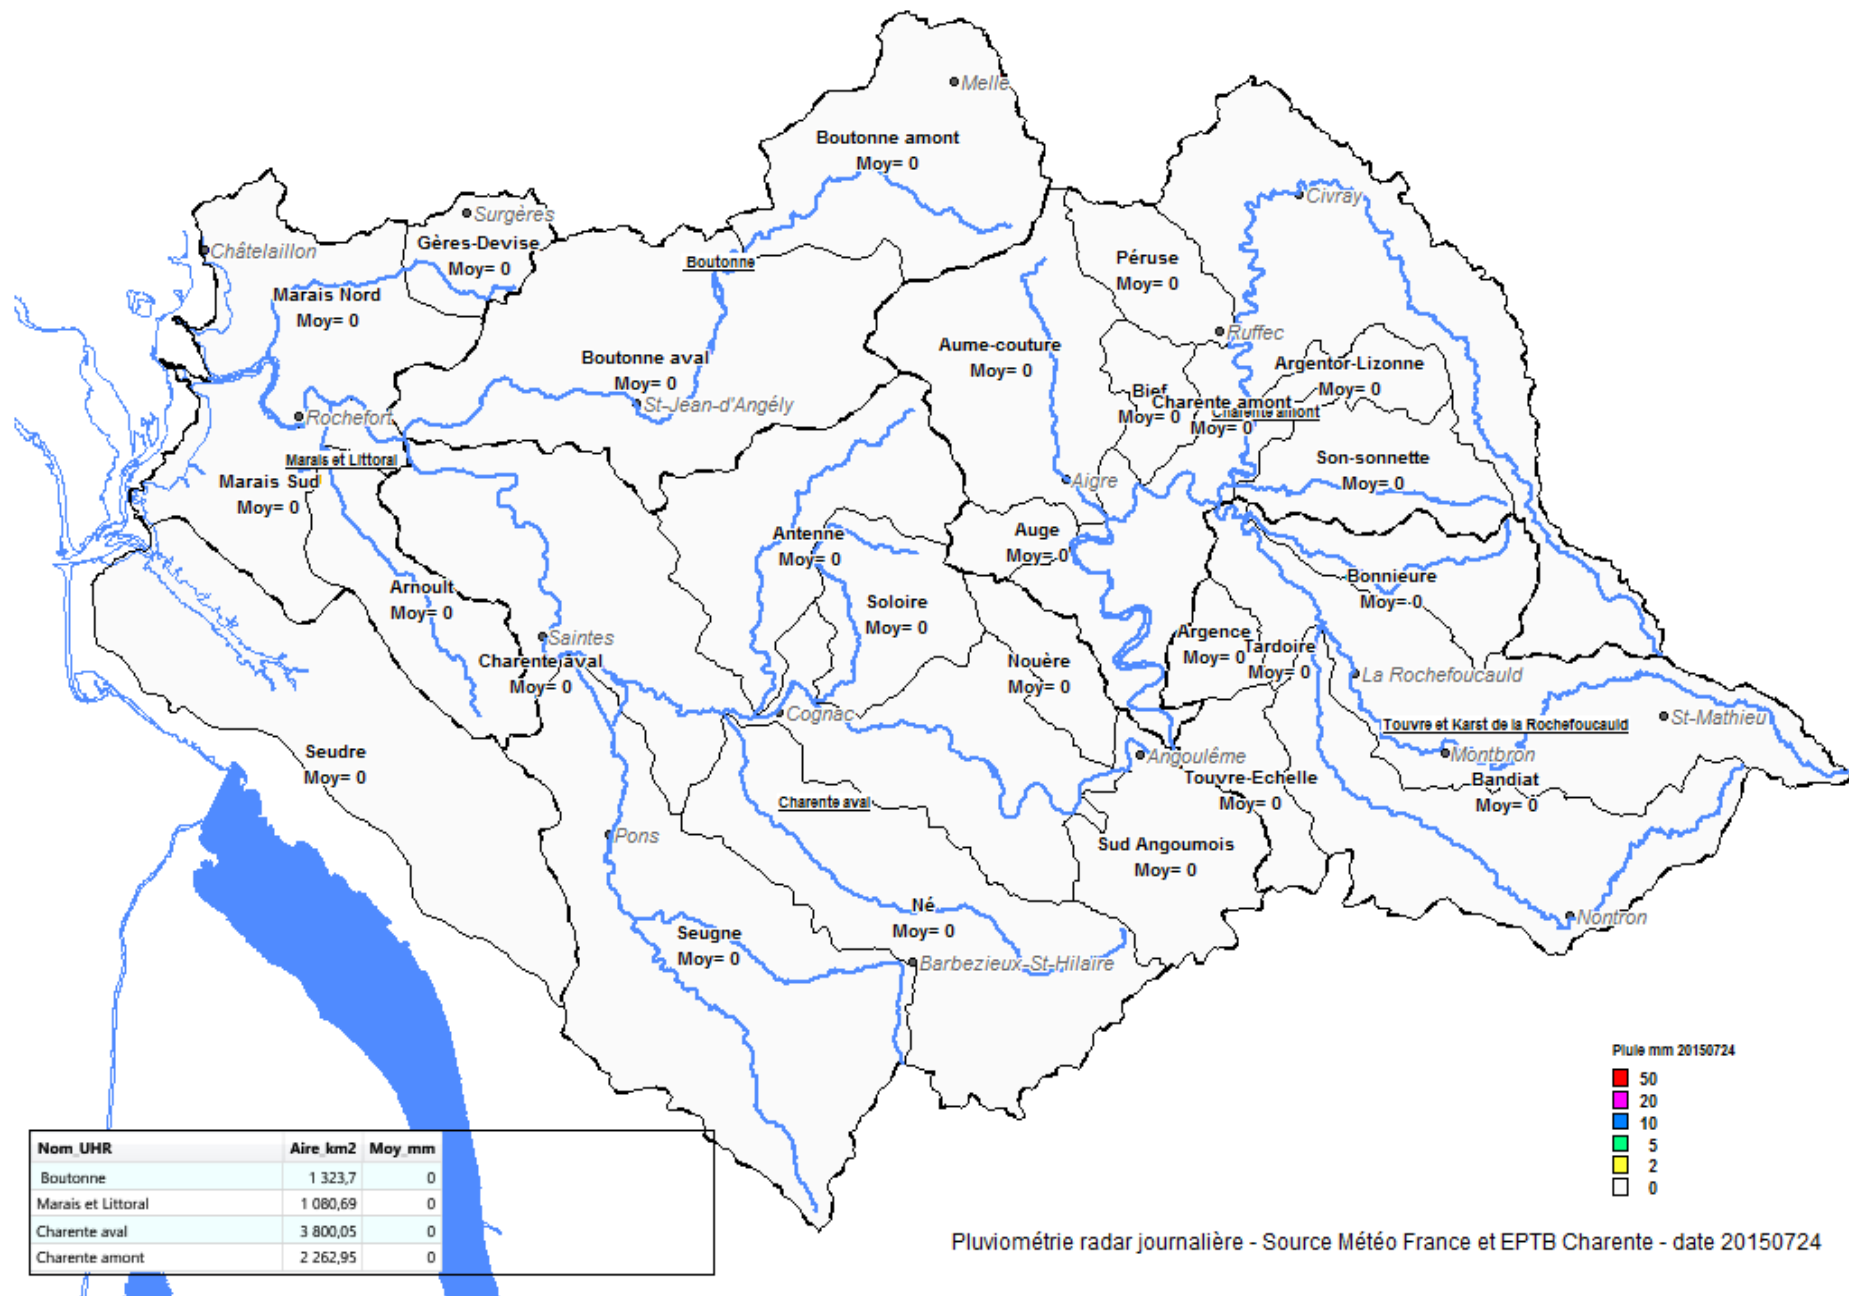 Melle
Boutonne amont
Moy= 0
Civray
Surgères
Gères-Devise
Moy= 0
Châtelaillon
Boutonne
Péruse
Moy= 0
Marais Nord
Moy= 0
Ruffec
Aume-couture
Moy= 0
Boutonne aval
Moy= 0
Argentor-Lizonne
Moy= 0
Bief
Moy= 0
Charente amont
Moy= 0
Charente amont
St-Jean-d'Angély
Rochefort
Marais et Littoral
Son-sonnette
Moy= 0
Marais Sud
Moy= 0
Aigre
Auge
Moy= 0
Antenne
Moy= 0
Bonnieure
Moy= 0
Arnoult
Moy= 0
Soloire
Moy= 0
Saintes
Argence
Moy= 0
Tardoire
Moy= 0
Charente aval
Moy= 0
Nouère
Moy= 0
La Rochefoucauld
Cognac
St-Mathieu
Touvre et Karst de la Rochefoucauld
Seudre
Moy= 0
Angoulême
Montbron
Touvre-Echelle
Moy= 0
Bandiat
Moy= 0
Charente aval
Pons
Sud Angoumois
Moy= 0
Né
Moy= 0
Nontron
Seugne
Moy= 0
Barbezieux-St-Hilaire
Pluie mm 20150724
50
20
10
5
2
0
Nom_UHR Aire_km2 Moy_mm
Boutonne 1 323,7 0
Marais et Littoral 1 080,69 0
Charente aval 3 800,05 0
Charente amont 2 262,95 0
Pluviométrie radar journalière - Source Météo France et EPTB Charente - date 20150724